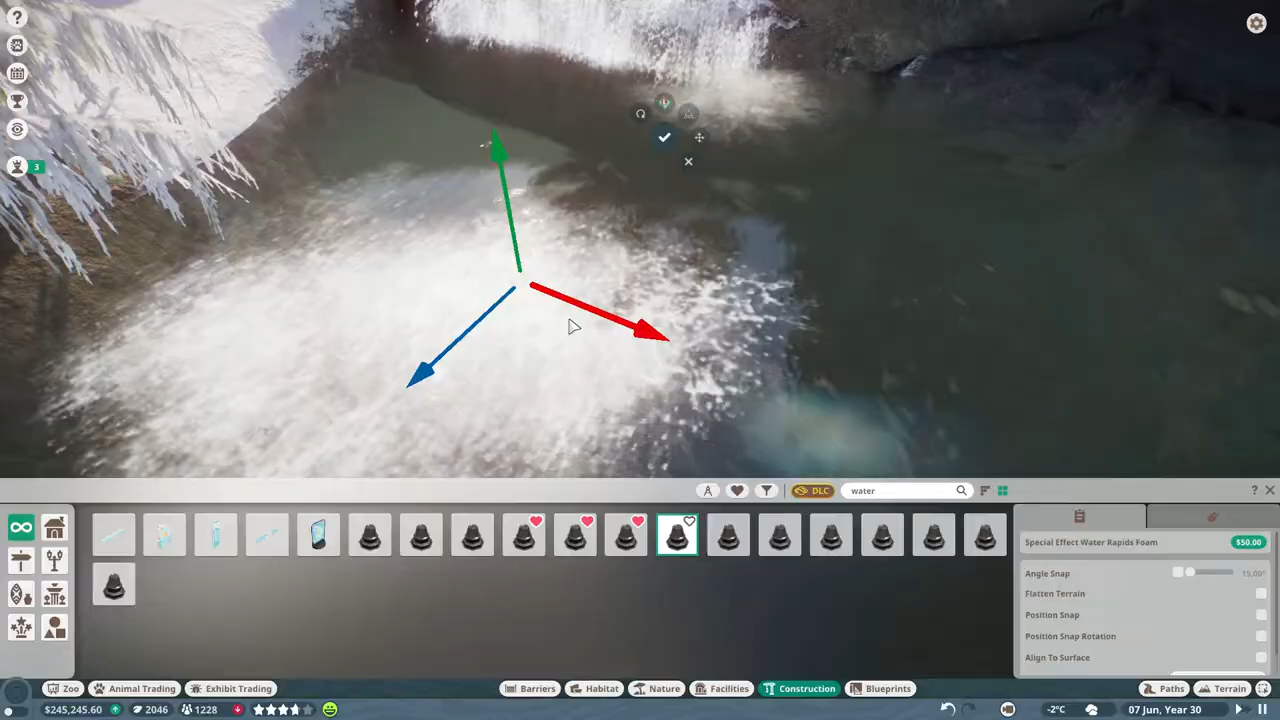 ?
3
DLC
water
? ×
Special Effect Water Rapids Foam $50.00
Angle Snap 15.00°
Flatten Terrain
Position Snap
Position Snap Rotation
Align To Surface
Zoo Animal Trading Exhibit Trading Barriers Habitat Nature Facilities Construction Blueprints Paths Terrain
$245,245.60 2046 1228 -2°C 07 Jun, Year 30